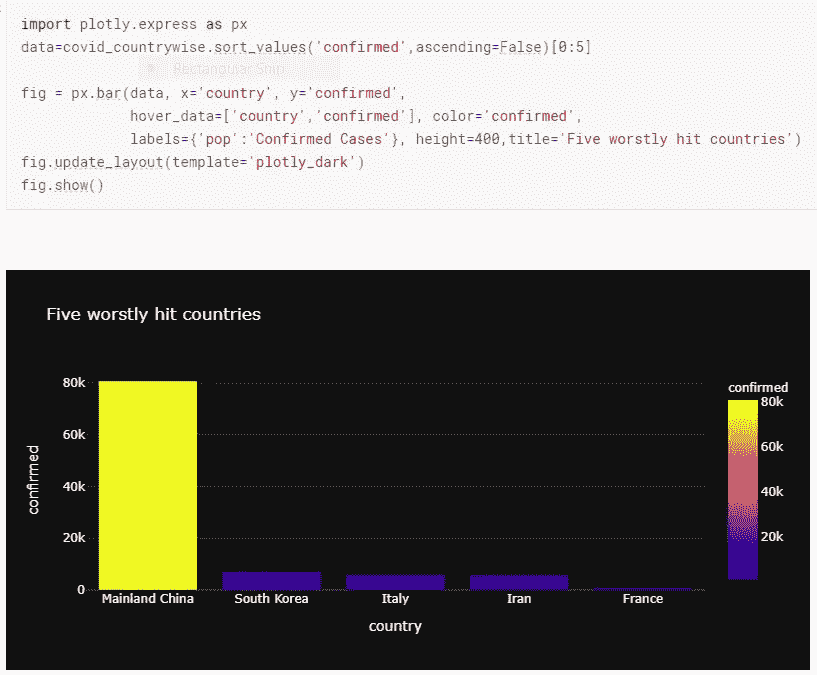 import plotly.express as px
data=covid_countrywise.sort_values('confirmed',ascending=False)[0:5]
Rectangular Snip
fig = px.bar(data, x='country', y='confirmed',
hover_data=['country','confirmed'], color='confirmed',
labels={'pop':'Confirmed Cases'}, height=400,title='Five worstly hit countries')
fig.update_layout(template='plotly_dark')
fig.show()
Five worstly hit countries
confirmed
80k
60k
40k
20k
0
Mainland China South Korea Italy Iran France
country
confirmed
80k
60k
40k
20k